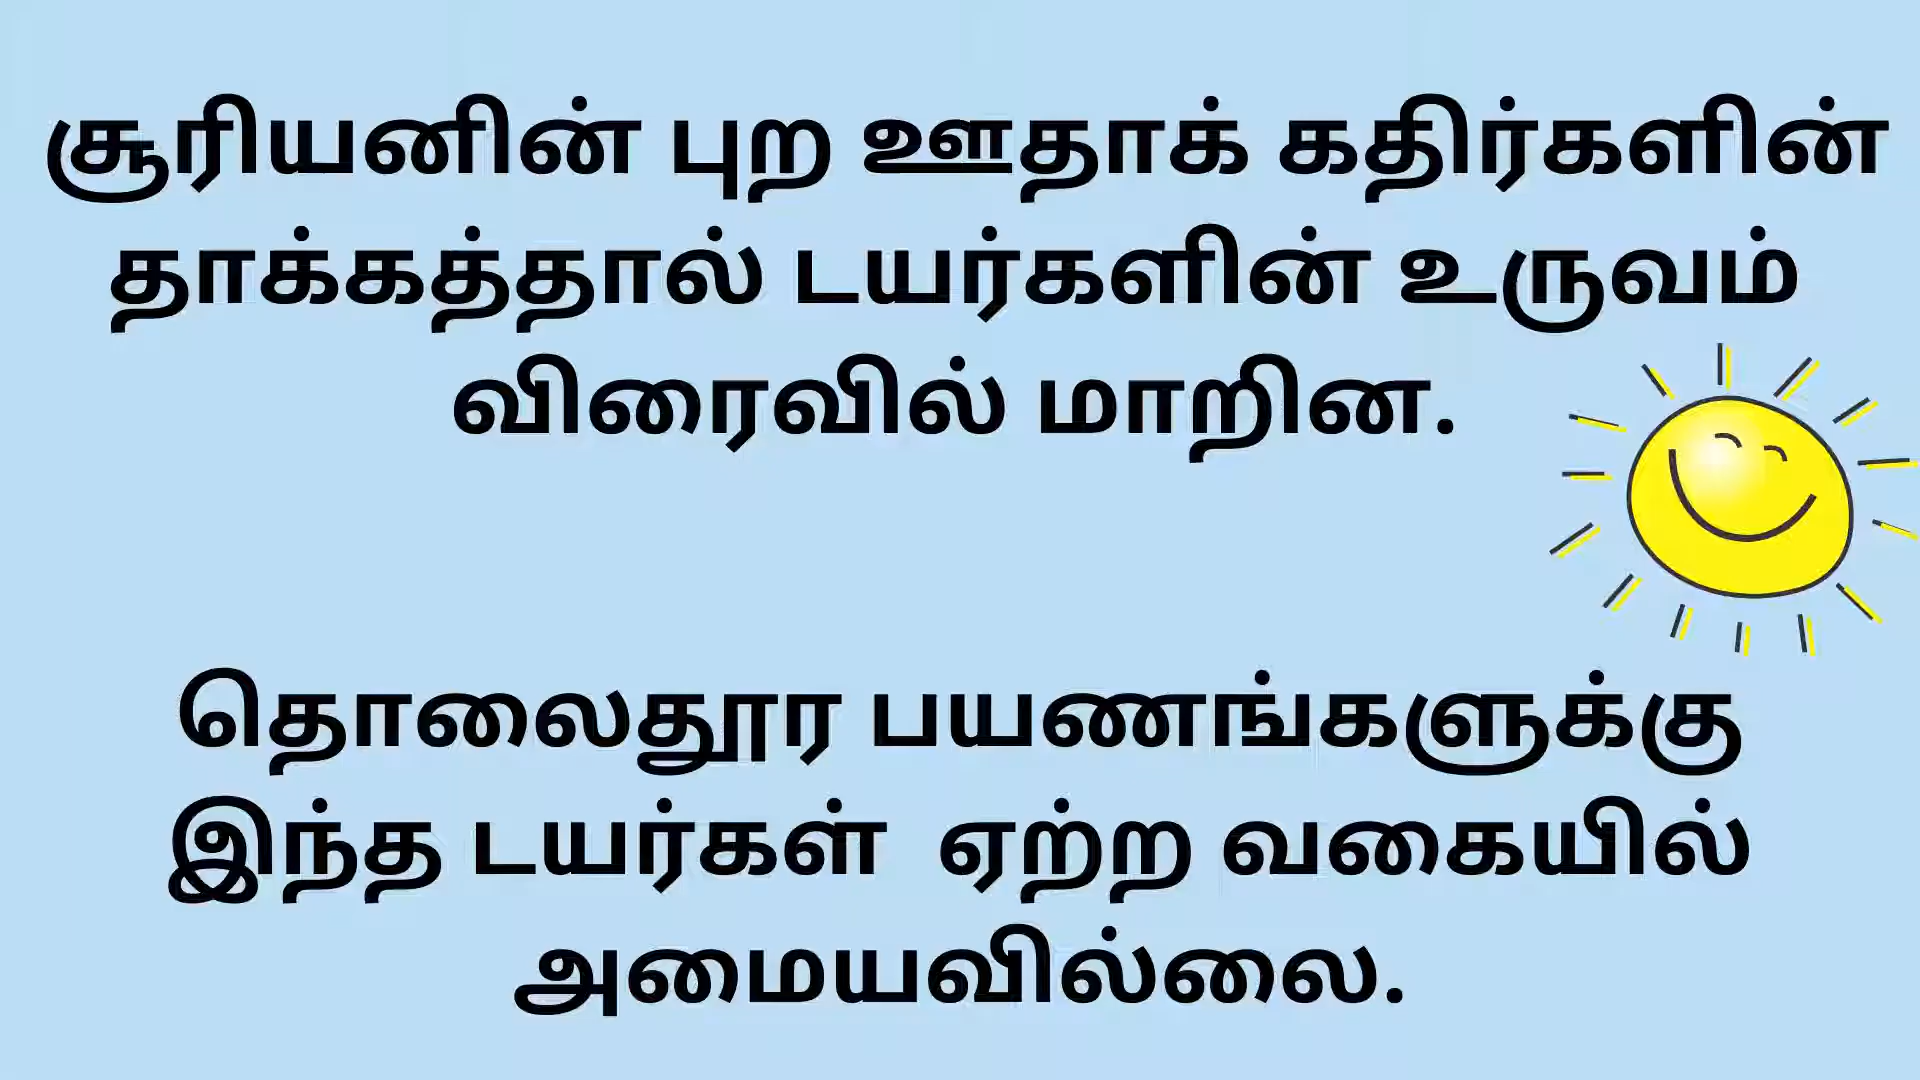 சூரியனின் புற ஊதாக் கதிர்களின்
தாக்கத்தால் டயர்களின் உருவம்
விரைவில் மாறின.
தொலைதூர பயணங்களுக்கு
இந்த டயர்கள் ஏற்ற வகையில்
அமையவில்லை.